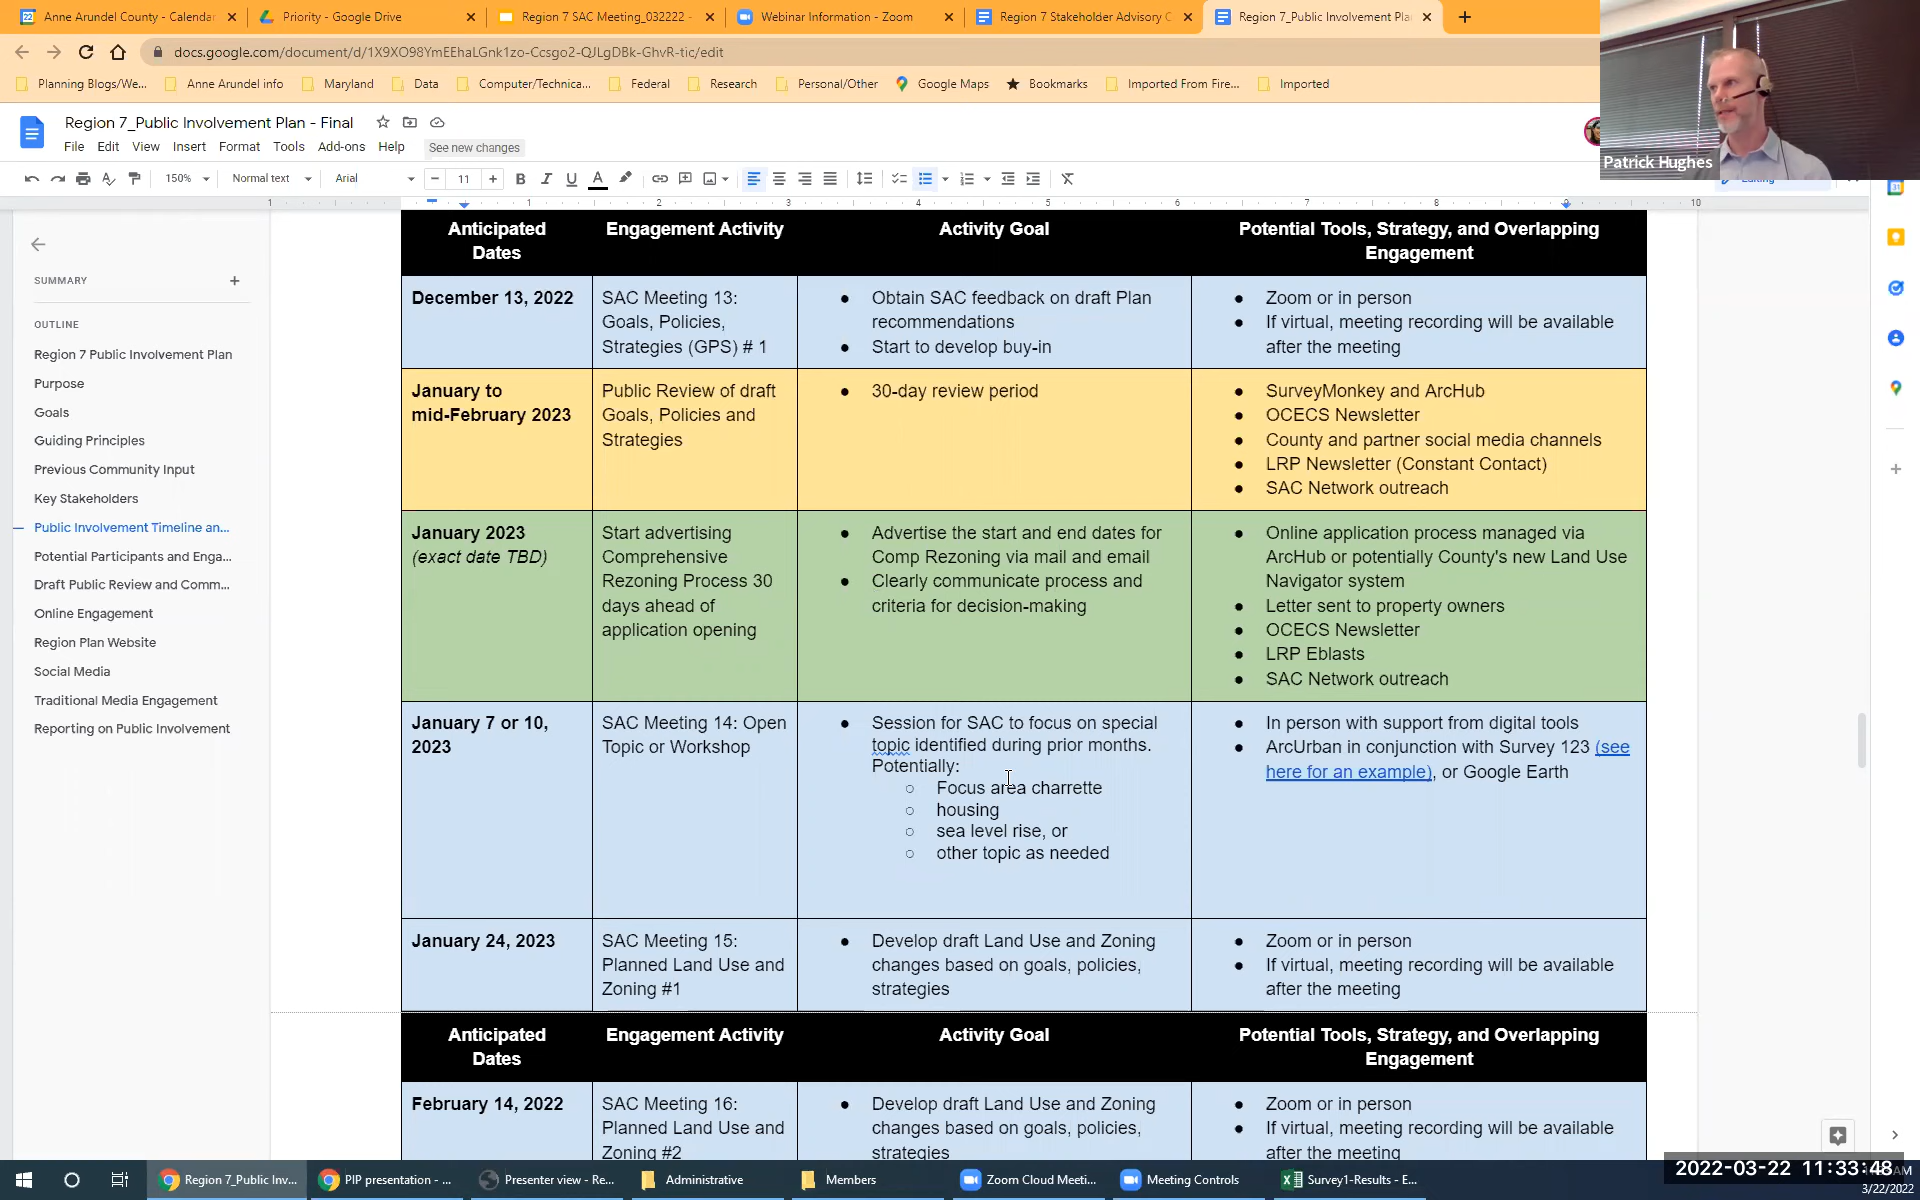 Anne Arundel County - Calendar
Priority - Google Drive
Region 7 SAC Meeting_032222 -
Webinar Information - Zoom
Region 7 Stakeholder Advisory C
Region 7_Public Involvement Pla
docs.google.com/document/d/1X9XO98YmEEhaLGnk1zo-Ccsgo2-QJLgDBk-GhvR-tic/edit
Planning Blogs/We...
Anne Arundel info
Maryland
Data
Computer/Technica...
Federal
Research
Personal/Other
Google Maps
Bookmarks
Imported From Fire...
Imported
Patrick Hughes
Region 7_Public Involvement Plan - Final
File Edit View Insert Format Tools Add-ons Help
See new changes
150%
Normal text
Arial
11
1 1 2 3 4 5 6 7 8 9 10
SUMMARY
OUTLINE
Region 7 Public Involvement Plan
Purpose
Goals
Guiding Principles
Previous Community Input
Key Stakeholders
Public Involvement Timeline an...
Potential Participants and Enga...
Draft Public Review and Comm...
Online Engagement
Region Plan Website
Social Media
Traditional Media Engagement
Reporting on Public Involvement
Anticipated
Dates
Engagement Activity
Activity Goal
Potential Tools, Strategy, and Overlapping
Engagement
December 13, 2022
SAC Meeting 13:
Goals, Policies,
Strategies (GPS) # 1
● Obtain SAC feedback on draft Plan
recommendations
● Start to develop buy-in
● Zoom or in person
● If virtual, meeting recording will be available
after the meeting
January to
mid-February 2023
Public Review of draft
Goals, Policies and
Strategies
● 30-day review period
● SurveyMonkey and ArcHub
● OCECS Newsletter
● County and partner social media channels
● LRP Newsletter (Constant Contact)
● SAC Network outreach
January 2023
(exact date TBD)
Start advertising
Comprehensive
Rezoning Process 30
days ahead of
application opening
● Advertise the start and end dates for
Comp Rezoning via mail and email
● Clearly communicate process and
criteria for decision-making
● Online application process managed via
ArcHub or potentially County's new Land Use
Navigator system
● Letter sent to property owners
● OCECS Newsletter
● LRP Eblasts
● SAC Network outreach
January 7 or 10,
2023
SAC Meeting 14: Open
Topic or Workshop
● Session for SAC to focus on special
topic identified during prior months.
Potentially:
○ Focus area charrette
○ housing
○ sea level rise, or
○ other topic as needed
● In person with support from digital tools
● ArcUrban in conjunction with Survey 123 (see
here for an example), or Google Earth
January 24, 2023
SAC Meeting 15:
Planned Land Use and
Zoning #1
● Develop draft Land Use and Zoning
changes based on goals, policies,
strategies
● Zoom or in person
● If virtual, meeting recording will be available
after the meeting
Anticipated
Dates
Engagement Activity
Activity Goal
Potential Tools, Strategy, and Overlapping
Engagement
February 14, 2022
SAC Meeting 16:
Planned Land Use and
Zoning #2
● Develop draft Land Use and Zoning
changes based on goals, policies,
strategies
● Zoom or in person
● If virtual, meeting recording will be available
after the meeting
Region 7_Public Inv...
PIP presentation - ...
Presenter view - Re...
Administrative
Members
Zoom Cloud Meeti...
Meeting Controls
Survey1-Results - E...
2022-03-22 11:33:48
3/22/2022